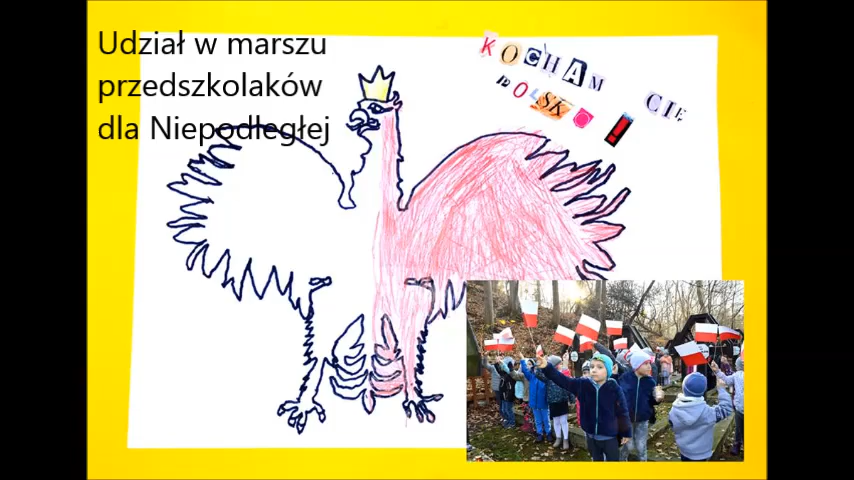 Udział w marszu
przedszkolaków
dla Niepodległej
KOCHAM CIĘ
POLSKO!